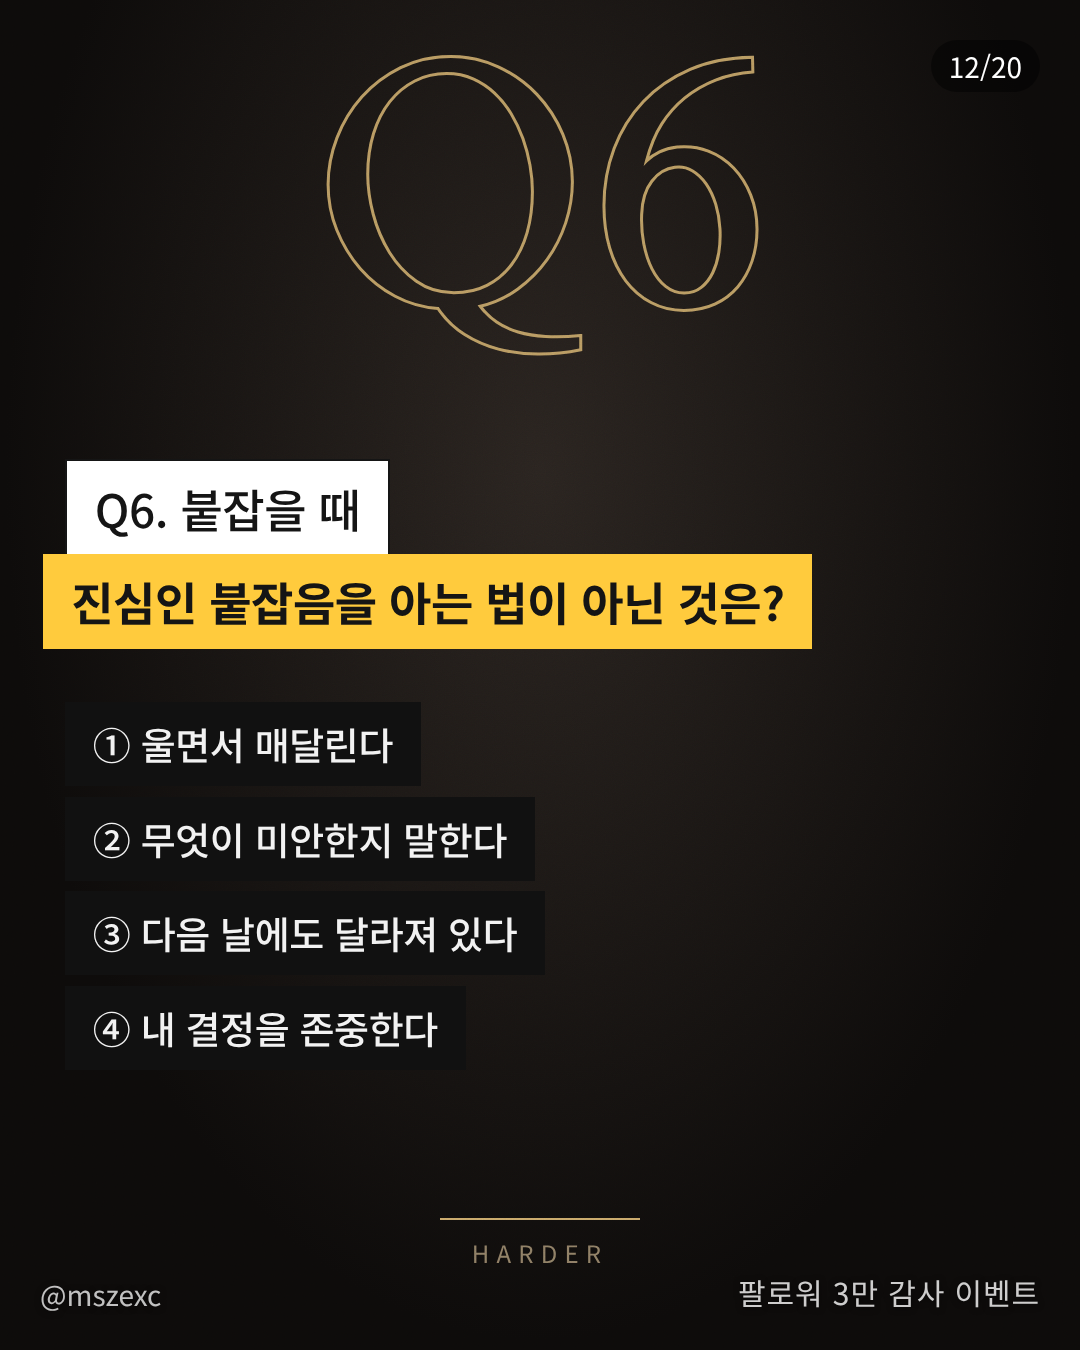 Q6
12/20
Q6. 붙잡을 때
진심인 붙잡음을 아는 법이 아닌 것은?
① 울면서 매달린다
② 무엇이 미안한지 말한다
③ 다음 날에도 달라져 있다
④ 내 결정을 존중한다
HARDER
@mszexc
팔로워 3만 감사 이벤트